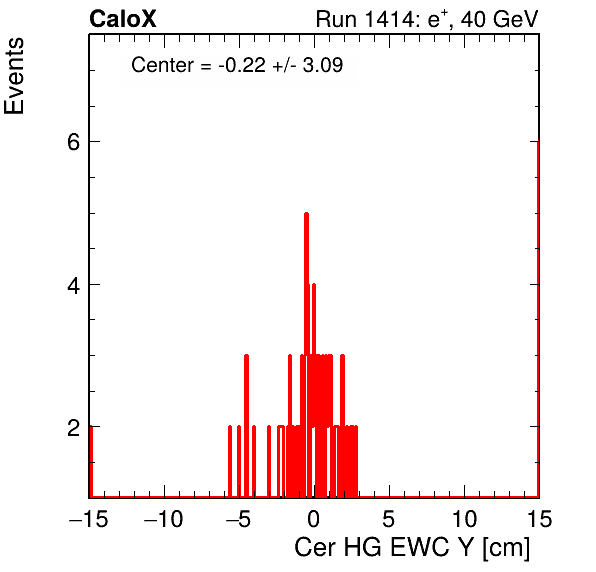 CaloX Run 1414: e⁺, 40 GeV
Events
Center = -0.22 +/- 3.09
6
4
2
−15 −10 −5 0 5 10 15
Cer HG EWC Y [cm]